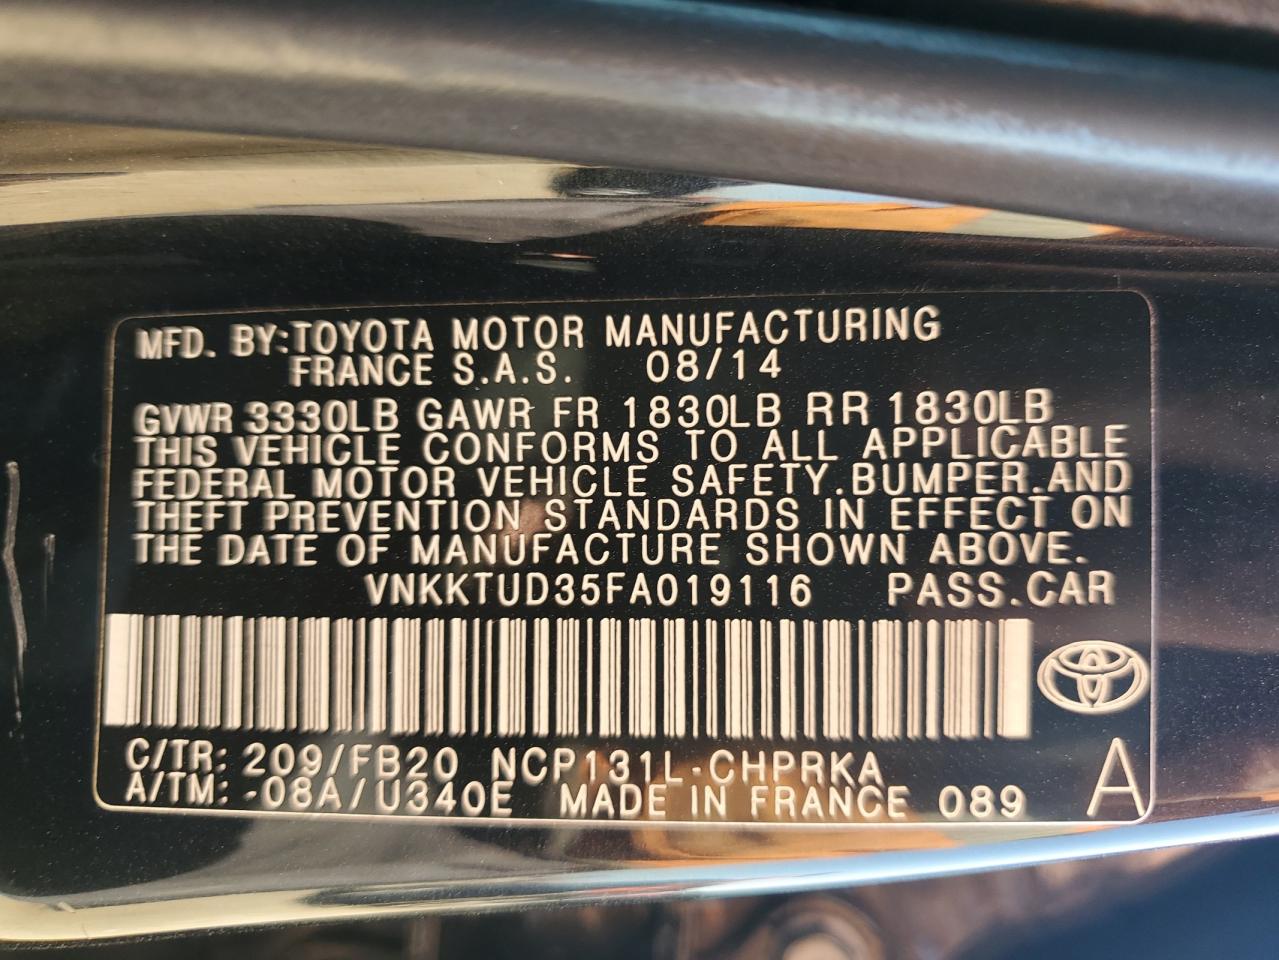 MFD. BY:TOYOTA MOTOR MANUFACTURING
FRANCE S.A.S. 08/14
GVWR 3330LB GAWR FR 1830LB RR 1830LB
THIS VEHICLE CONFORMS TO ALL APPLICABLE
FEDERAL MOTOR VEHICLE SAFETY.BUMPER.AND
THEFT PREVENTION STANDARDS IN EFFECT ON
THE DATE OF MANUFACTURE SHOWN ABOVE.
VNKKTUD35FA019116 PASS.CAR
C/TR: 209/FB20 NCP131L-CHPRKA
A/TM: -08A/U340E MADE IN FRANCE 089 A